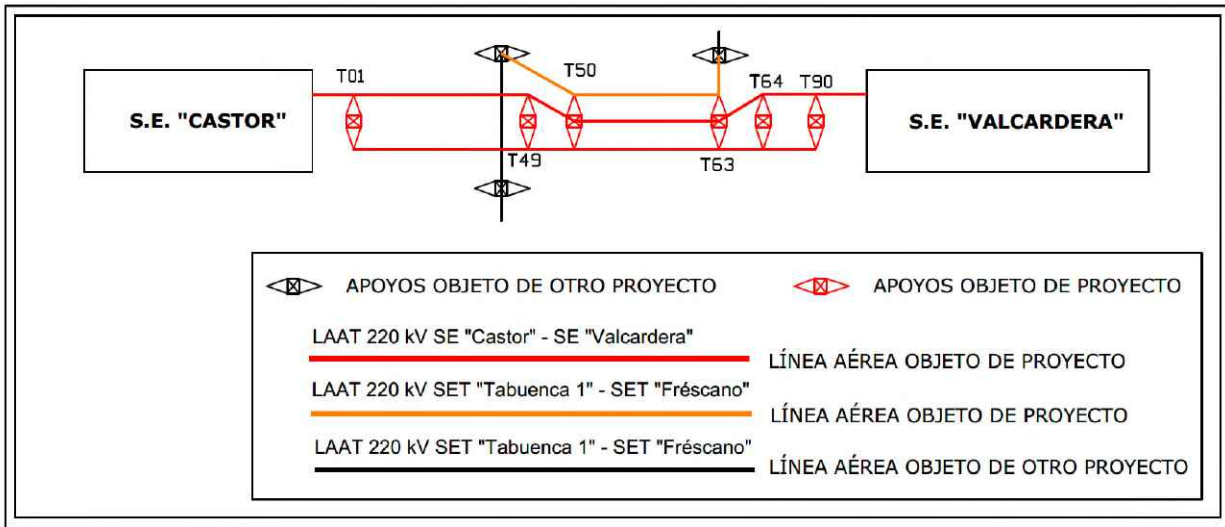 T01
T50
T64
T90
S.E. "CASTOR"
S.E. "VALCARDERA"
T49
T63
APOYOS OBJETO DE OTRO PROYECTO
APOYOS OBJETO DE PROYECTO
LAAT 220 kV SE "Castor" - SE "Valcardera"
LÍNEA AÉREA OBJETO DE PROYECTO
LAAT 220 kV SET "Tabuenca 1" - SET "Fréscano"
LÍNEA AÉREA OBJETO DE PROYECTO
LAAT 220 kV SET "Tabuenca 1" - SET "Fréscano"
LÍNEA AÉREA OBJETO DE OTRO PROYECTO